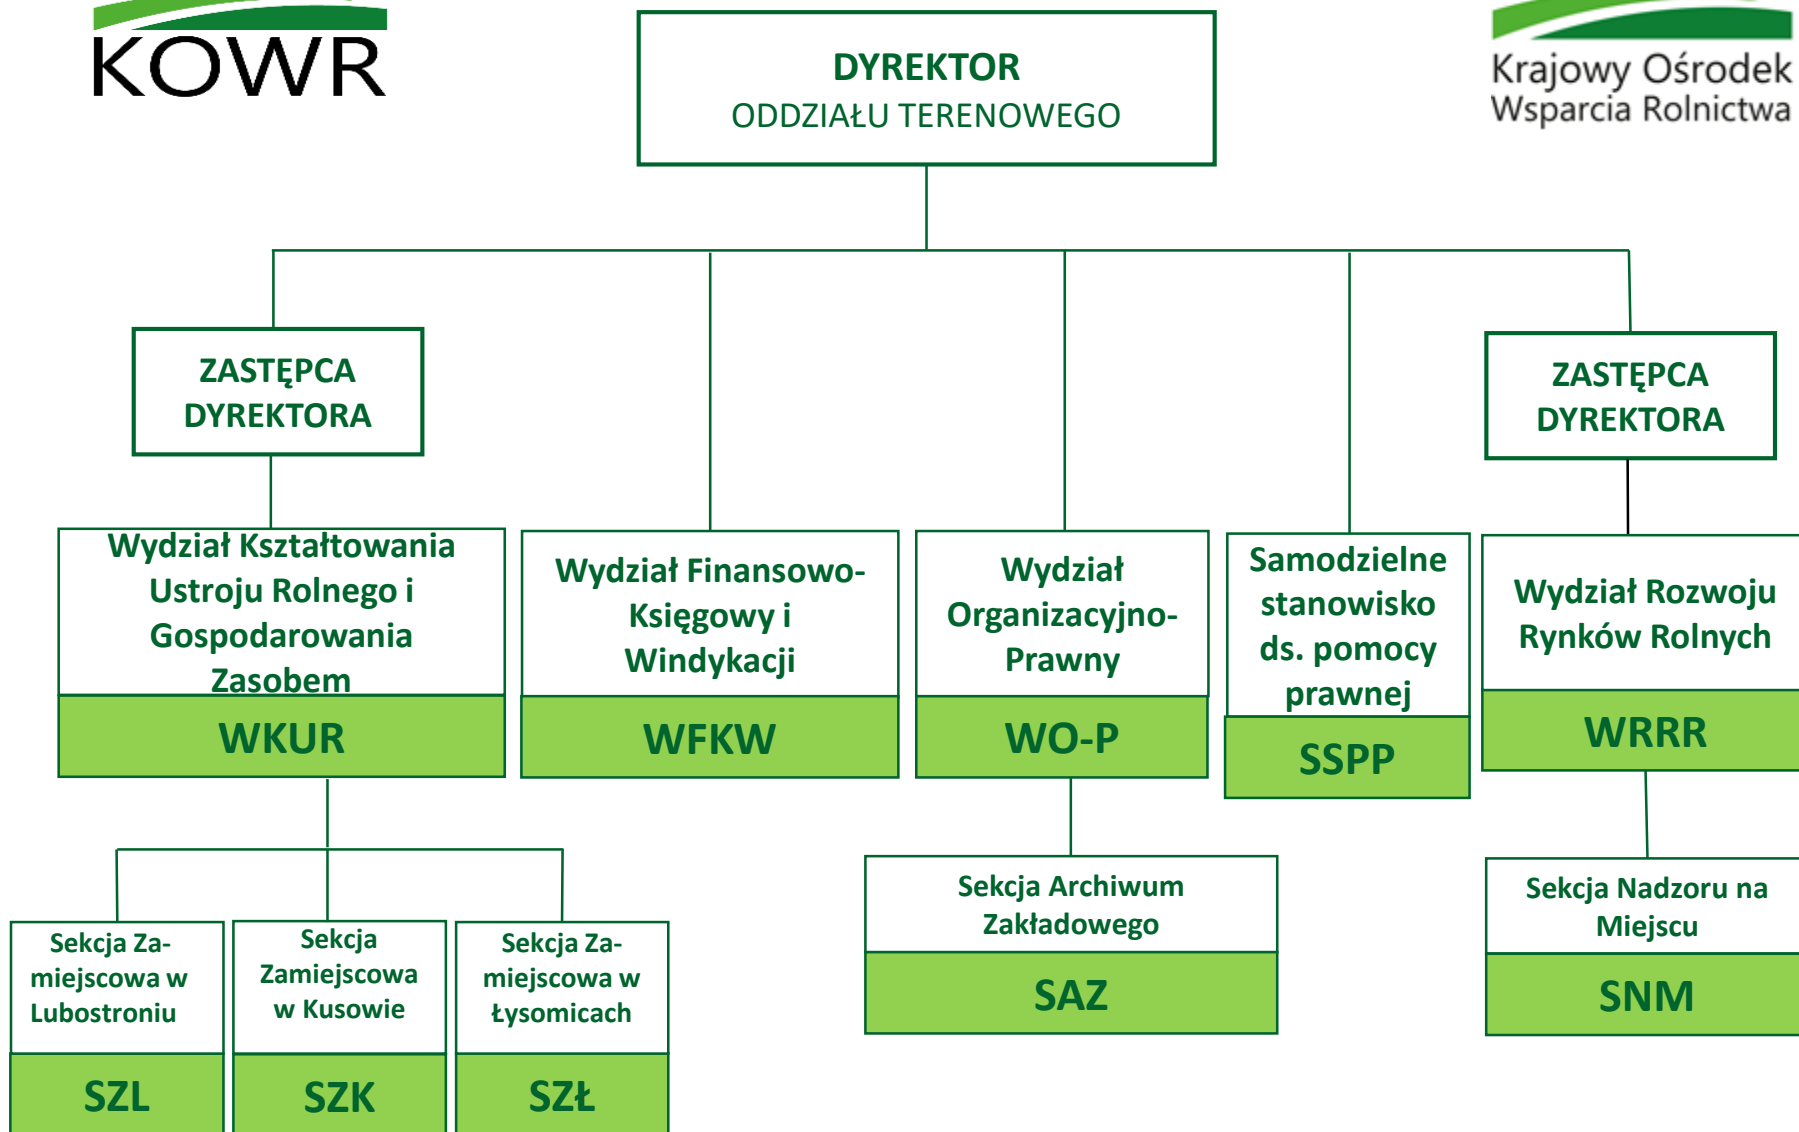 KOWR
Krajowy Ośrodek
Wsparcia Rolnictwa
DYREKTOR
ODDZIAŁU TERENOWEGO
ZASTĘPCA
DYREKTORA
ZASTĘPCA
DYREKTORA
Wydział Kształtowania
Ustroju Rolnego i
Gospodarowania
Zasobem
WKUR
Wydział Finansowo-
Księgowy i
Windykacji
WFKW
Wydział
Organizacyjno-
Prawny
WO-P
Samodzielne
stanowisko
ds. pomocy
prawnej
SSPP
Wydział Rozwoju
Rynków Rolnych
WRRR
Sekcja Za-
miejscowa w
Lubostroniu
SZL
Sekcja
Zamiejscowa
w Kusowie
SZK
Sekcja Za-
miejscowa w
Łysomicach
SZŁ
Sekcja Archiwum
Zakładowego
SAZ
Sekcja Nadzoru na
Miejscu
SNM